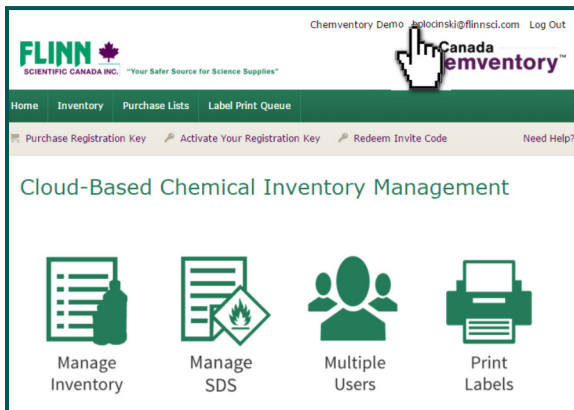 Chemventory Demo bplocinski@flinnsci.com Log Out
FLINN
SCIENTIFIC CANADA INC.
"Your Safer Source for Science Supplies"
Canada
emventory™
Home Inventory Purchase Lists Label Print Queue
Purchase Registration Key Activate Your Registration Key Redeem Invite Code Need Help?
Cloud-Based Chemical Inventory Management
Manage Inventory
Manage SDS
Multiple Users
Print Labels